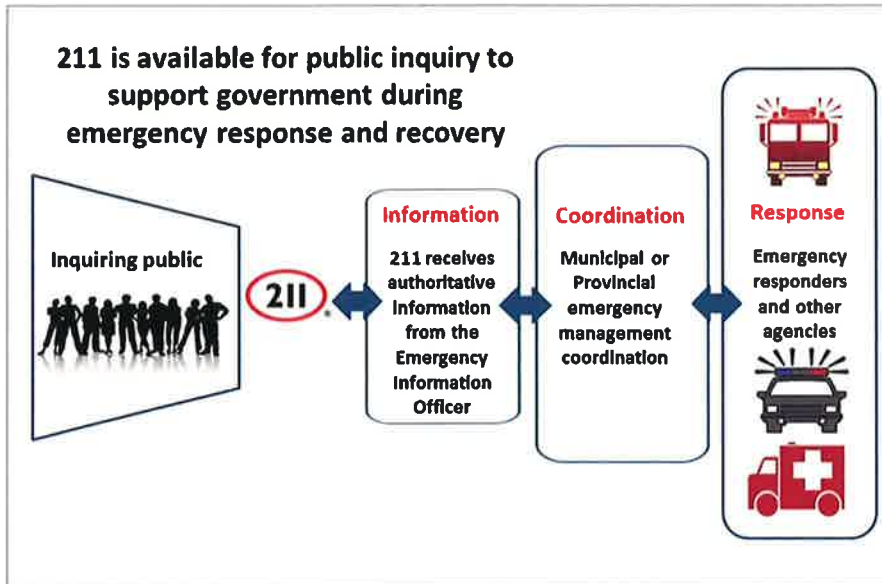 211 is available for public inquiry to
support government during
emergency response and recovery
Inquiring public
211
Information
211 receives
authoritative
information
from the
Emergency
Information
Officer
Coordination
Municipal or
Provincial
emergency
management
coordination
Response
Emergency
responders
and other
agencies